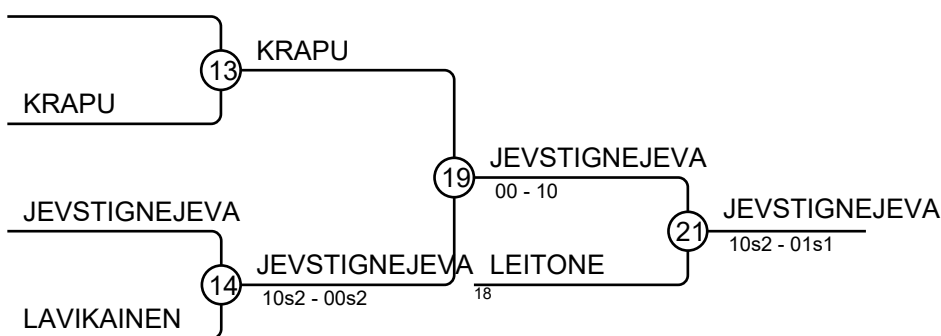 13
KRAPU
KRAPU
19
JEVSTIGNEJEVA
00 - 10
JEVSTIGNEJEVA
21
JEVSTIGNEJEVA
10s2 - 01s1
14
JEVSTIGNEJEVA
10s2 - 00s2
LEITONE
18
LAVIKAINEN